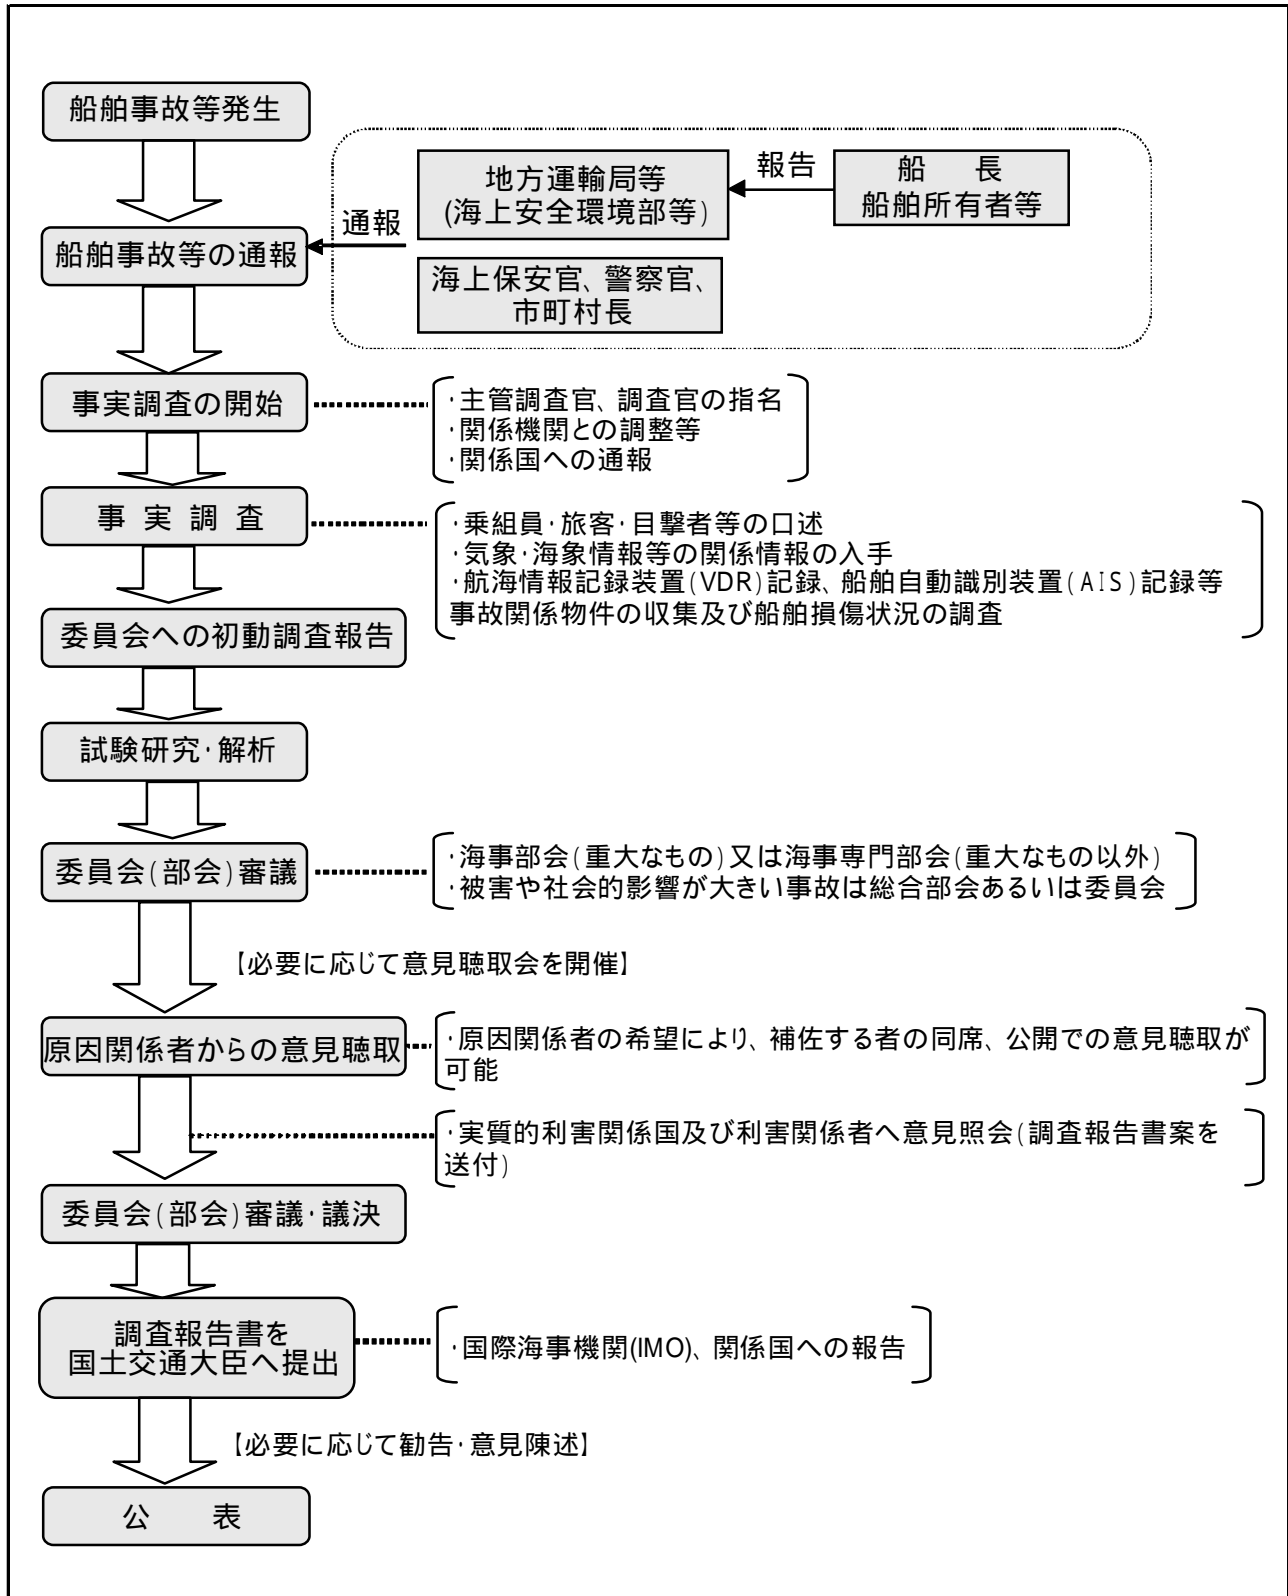 船舶事故等発生
地方運輸局等
(海上安全環境部等)
報告
船　長
船舶所有者等
通報
船舶事故等の通報
海上保安官、警察官、
市町村長
事実調査の開始
・主管調査官、調査官の指名
・関係機関との調整等
・関係国への通報
事 実 調 査
・乗組員・旅客・目撃者等の口述
・気象・海象情報等の関係情報の入手
・航海情報記録装置(VDR)記録、船舶自動識別装置(AIS)記録等
事故関係物件の収集及び船舶損傷状況の調査
委員会への初動調査報告
試験研究・解析
委員会(部会)審議
・海事部会(重大なもの)又は海事専門部会(重大なもの以外)
・被害や社会的影響が大きい事故は総合部会あるいは委員会
【必要に応じて意見聴取会を開催】
原因関係者からの意見聴取
・原因関係者の希望により、補佐する者の同席、公開での意見聴取が
可能
・実質的利害関係国及び利害関係者へ意見照会(調査報告書案を
送付)
委員会(部会)審議・議決
調査報告書を
国土交通大臣へ提出
・国際海事機関(IMO)、関係国への報告
【必要に応じて勧告・意見陳述】
公　　表